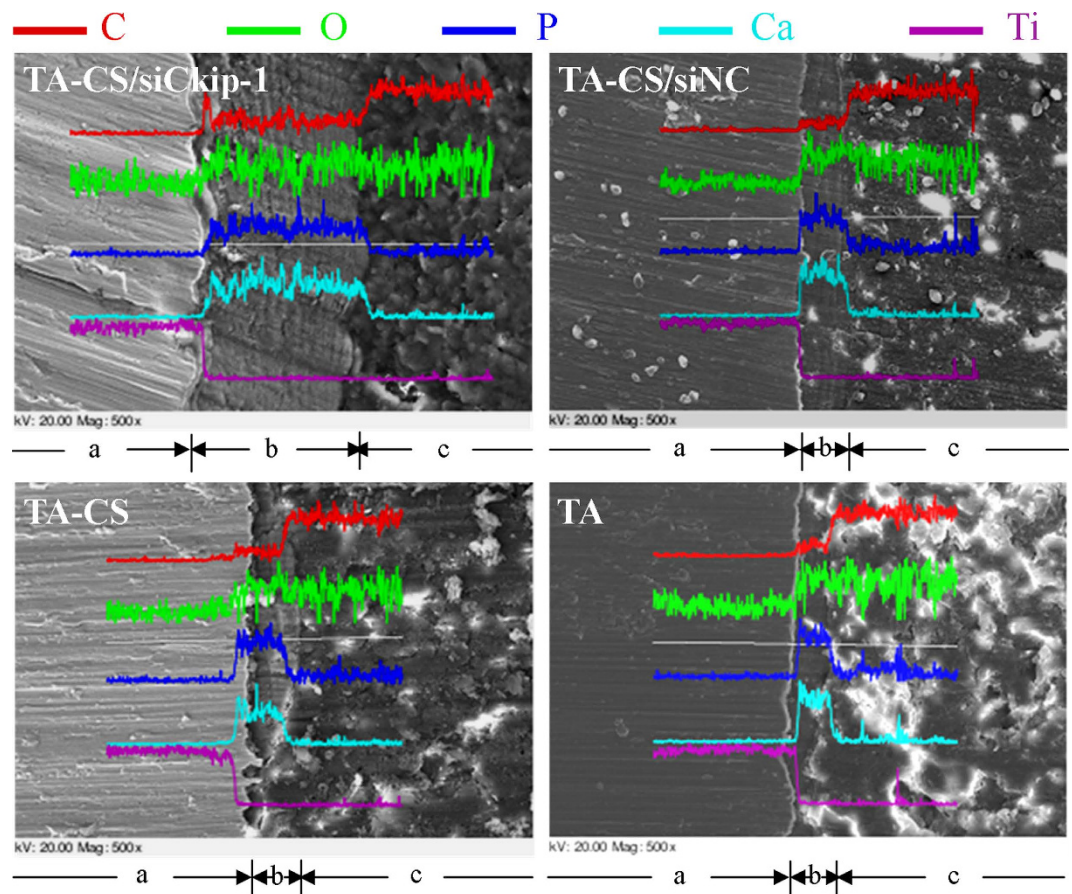 C O P Ca Ti
TA-CS/siCkip-1 TA-CS/siNC
kV: 20.00 Mag: 500x kV: 20.00 Mag: 500x
a b c a b c
TA-CS TA
kV: 20.00 Mag: 500x kV: 20.00 Mag: 500x
a b c a b c